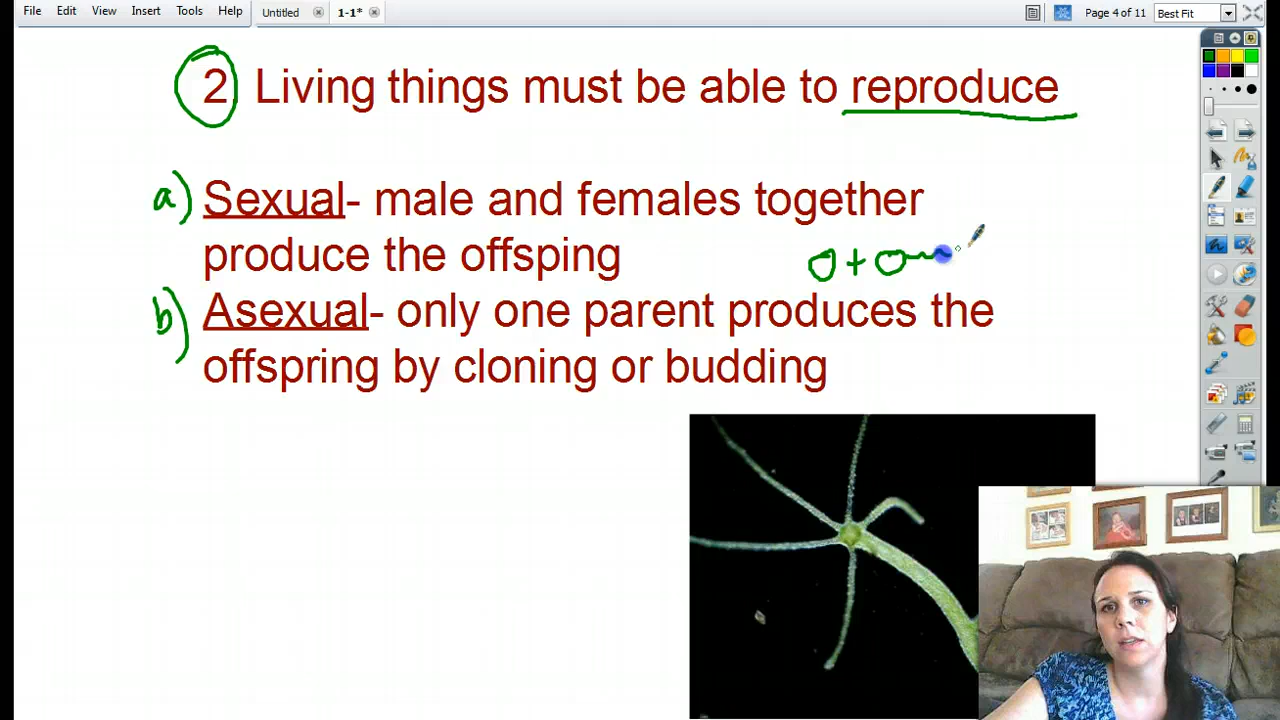 File Edit View Insert Tools Help Untitled 1-1* Page 4 of 11 Best Fit
2 Living things must be able to reproduce
a) Sexual- male and females together
produce the offsping
b) Asexual- only one parent produces the
offspring by cloning or budding